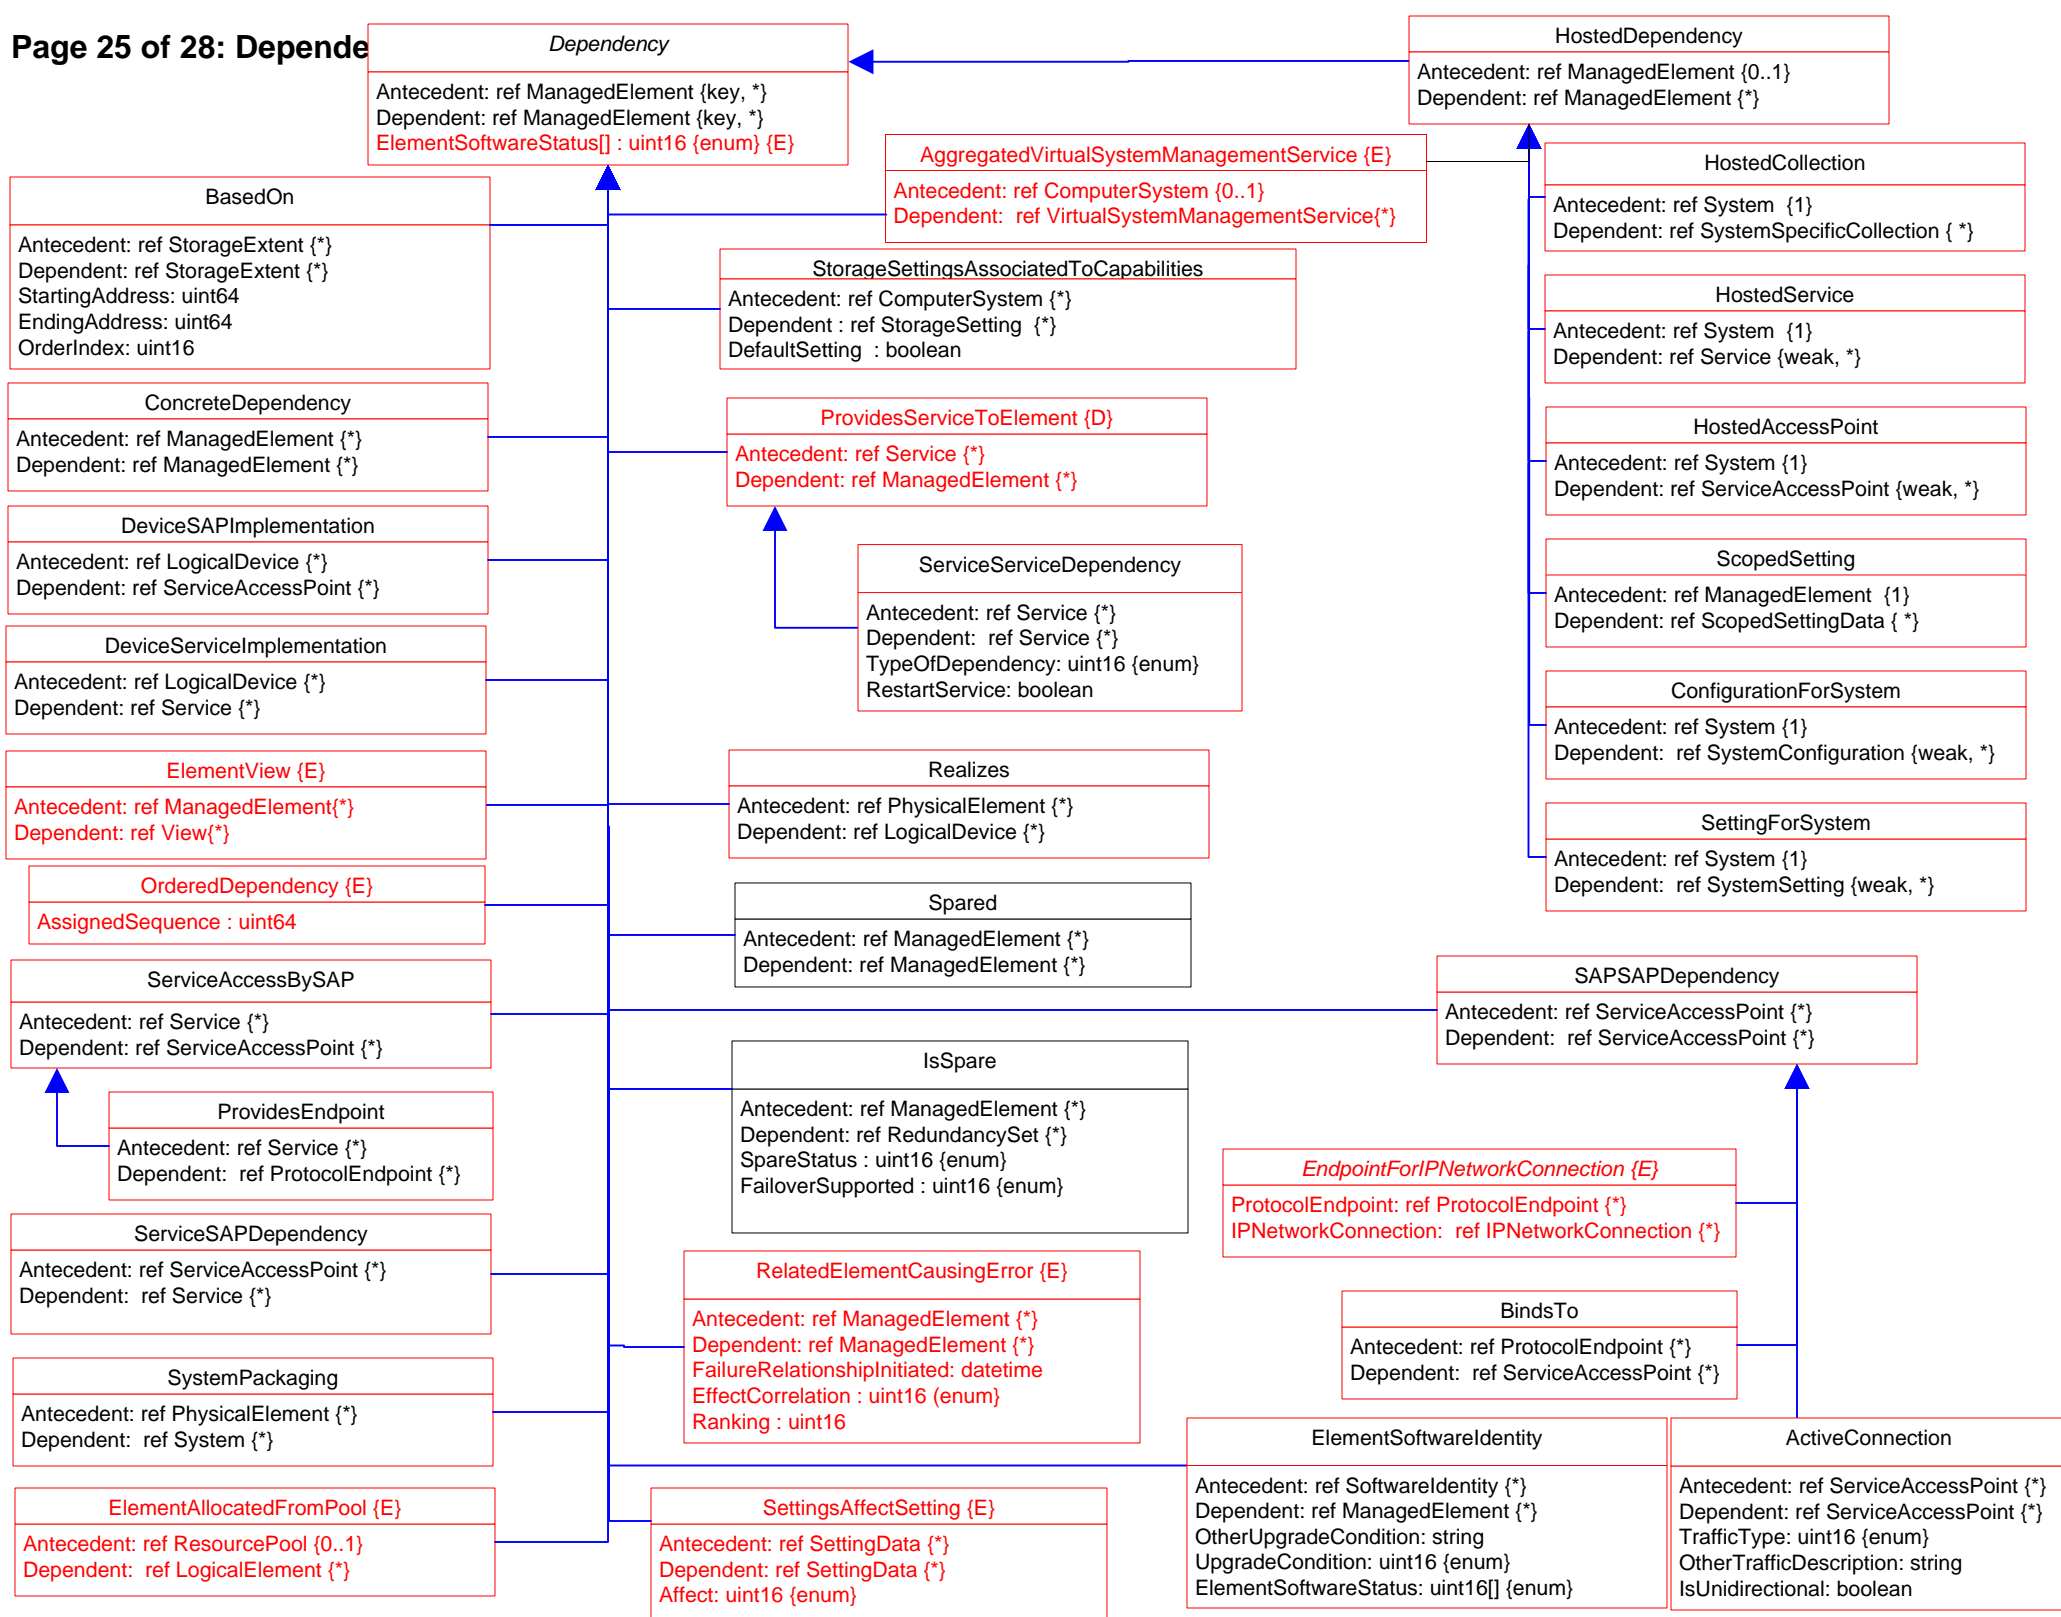 Page 25 of 28: Depende
Dependency
Antecedent: ref ManagedElement {key, *}
Dependent: ref ManagedElement {key, *}
ElementSoftwareStatus[] : uint16 {enum} {E}
HostedDependency
Antecedent: ref ManagedElement {0..1}
Dependent: ref ManagedElement {*}
AggregatedVirtualSystemManagementService {E}
Antecedent: ref ComputerSystem {0..1}
Dependent:  ref VirtualSystemManagementService{*}
HostedCollection
Antecedent: ref System  {1}
Dependent: ref SystemSpecificCollection { *}
BasedOn
Antecedent: ref StorageExtent {*}
Dependent: ref StorageExtent {*}
StartingAddress: uint64
EndingAddress: uint64
OrderIndex: uint16
StorageSettingsAssociatedToCapabilities
Antecedent: ref ComputerSystem {*}
Dependent : ref StorageSetting  {*}
DefaultSetting  : boolean
HostedService
Antecedent: ref System  {1}
Dependent: ref Service {weak, *}
ConcreteDependency
Antecedent: ref ManagedElement {*}
Dependent: ref ManagedElement {*}
ProvidesServiceToElement {D}
Antecedent: ref Service {*}
Dependent: ref ManagedElement {*}
HostedAccessPoint
Antecedent: ref System {1}
Dependent: ref ServiceAccessPoint {weak, *}
DeviceSAPImplementation
Antecedent: ref LogicalDevice {*}
Dependent: ref ServiceAccessPoint {*}
ServiceServiceDependency
Antecedent: ref Service {*}
Dependent:  ref Service {*}
TypeOfDependency: uint16 {enum}
RestartService: boolean
ScopedSetting
Antecedent: ref ManagedElement  {1}
Dependent: ref ScopedSettingData { *}
DeviceServiceImplementation
Antecedent: ref LogicalDevice {*}
Dependent: ref Service {*}
ConfigurationForSystem
Antecedent: ref System {1}
Dependent:  ref SystemConfiguration {weak, *}
ElementView {E}
Antecedent: ref ManagedElement{*}
Dependent: ref View{*}
Realizes
Antecedent: ref PhysicalElement {*}
Dependent: ref LogicalDevice {*}
SettingForSystem
Antecedent: ref System {1}
Dependent:  ref SystemSetting {weak, *}
OrderedDependency {E}
AssignedSequence : uint64
Spared
Antecedent: ref ManagedElement {*}
Dependent: ref ManagedElement {*}
ServiceAccessBySAP
Antecedent: ref Service {*}
Dependent: ref ServiceAccessPoint {*}
SAPSAPDependency
Antecedent: ref ServiceAccessPoint {*}
Dependent:  ref ServiceAccessPoint {*}
IsSpare
Antecedent: ref ManagedElement {*}
Dependent: ref RedundancySet {*}
SpareStatus : uint16 {enum}
FailoverSupported : uint16 {enum}
ProvidesEndpoint
Antecedent: ref Service {*}
Dependent:  ref ProtocolEndpoint {*}
EndpointForIPNetworkConnection {E}
ProtocolEndpoint: ref ProtocolEndpoint {*}
IPNetworkConnection:  ref IPNetworkConnection {*}
ServiceSAPDependency
Antecedent: ref ServiceAccessPoint {*}
Dependent:  ref Service {*}
RelatedElementCausingError {E}
Antecedent: ref ManagedElement {*}
Dependent: ref ManagedElement {*}
FailureRelationshipInitiated: datetime
EffectCorrelation : uint16 (enum}
Ranking : uint16
BindsTo
Antecedent: ref ProtocolEndpoint {*}
Dependent:  ref ServiceAccessPoint {*}
SystemPackaging
Antecedent: ref PhysicalElement {*}
Dependent:  ref System {*}
ElementSoftwareIdentity
Antecedent: ref SoftwareIdentity {*}
Dependent: ref ManagedElement {*}
OtherUpgradeCondition: string
UpgradeCondition: uint16 {enum}
ElementSoftwareStatus: uint16[] {enum}
ActiveConnection
Antecedent: ref ServiceAccessPoint {*}
Dependent: ref ServiceAccessPoint {*}
TrafficType: uint16 {enum}
OtherTrafficDescription: string
IsUnidirectional: boolean
ElementAllocatedFromPool {E}
Antecedent: ref ResourcePool {0..1}
Dependent:  ref LogicalElement {*}
SettingsAffectSetting {E}
Antecedent: ref SettingData {*}
Dependent: ref SettingData {*}
Affect: uint16 {enum}